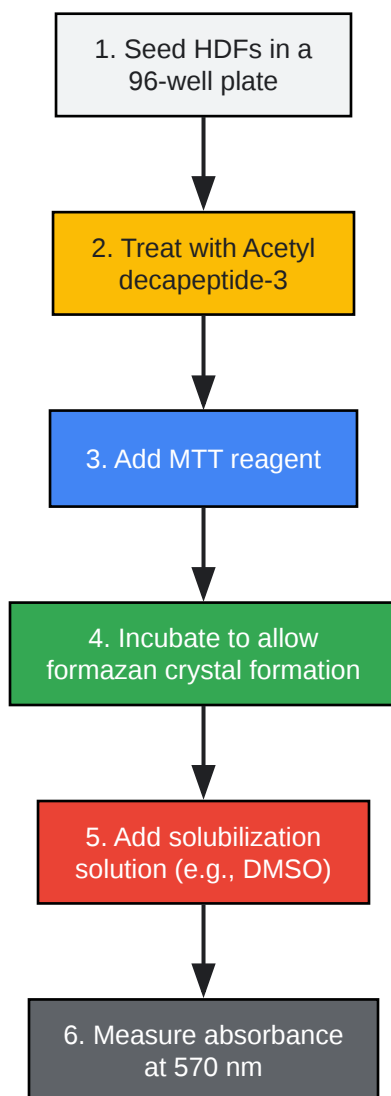 1. Seed HDFs in a
96-well plate
2. Treat with Acetyl
decapeptide-3
3. Add MTT reagent
4. Incubate to allow
formazan crystal formation
5. Add solubilization
solution (e.g., DMSO)
6. Measure absorbance
at 570 nm